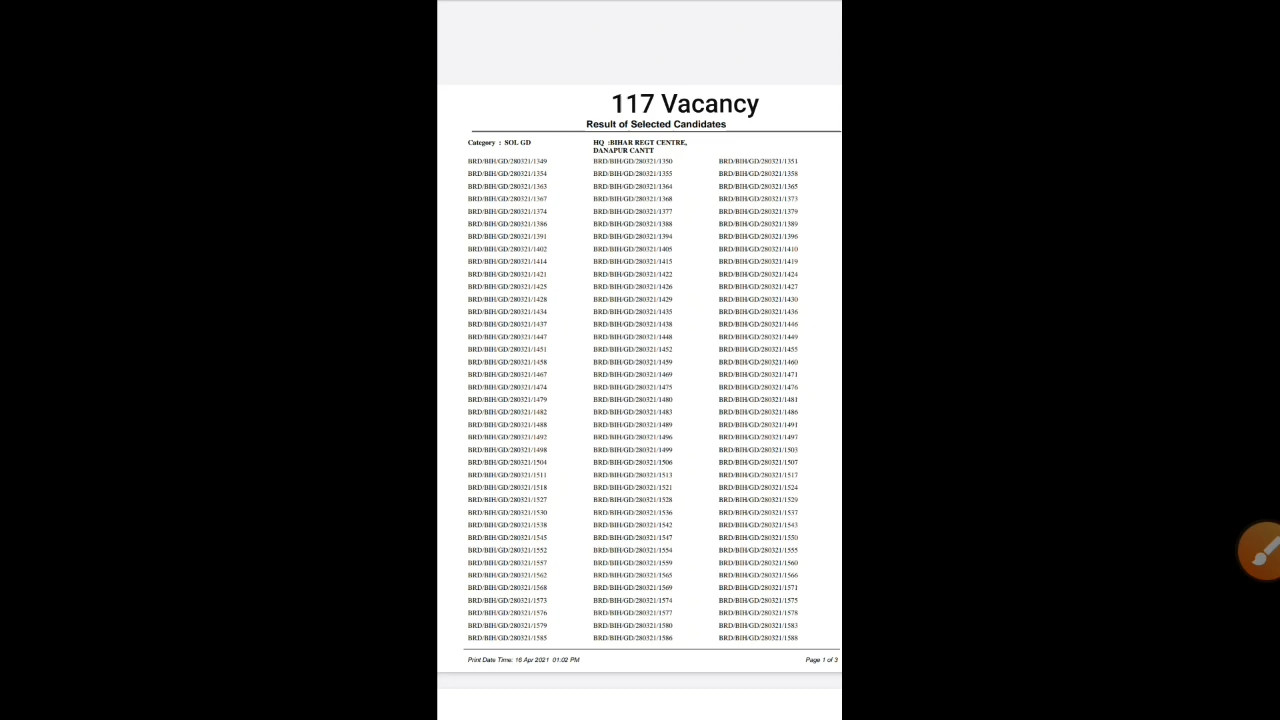 117 Vacancy
Result of Selected Candidates
Category : SOL GD HQ :BIHAR REGT CENTRE,
DANAPUR CANTT
BRD/BIH/GD/280321/1349 BRD/BIH/GD/280321/1350 BRD/BIH/GD/280321/1351
BRD/BIH/GD/280321/1354 BRD/BIH/GD/280321/1355 BRD/BIH/GD/280321/1358
BRD/BIH/GD/280321/1363 BRD/BIH/GD/280321/1364 BRD/BIH/GD/280321/1365
BRD/BIH/GD/280321/1367 BRD/BIH/GD/280321/1368 BRD/BIH/GD/280321/1373
BRD/BIH/GD/280321/1374 BRD/BIH/GD/280321/1377 BRD/BIH/GD/280321/1379
BRD/BIH/GD/280321/1386 BRD/BIH/GD/280321/1388 BRD/BIH/GD/280321/1389
BRD/BIH/GD/280321/1391 BRD/BIH/GD/280321/1394 BRD/BIH/GD/280321/1396
BRD/BIH/GD/280321/1402 BRD/BIH/GD/280321/1405 BRD/BIH/GD/280321/1410
BRD/BIH/GD/280321/1414 BRD/BIH/GD/280321/1415 BRD/BIH/GD/280321/1419
BRD/BIH/GD/280321/1421 BRD/BIH/GD/280321/1422 BRD/BIH/GD/280321/1424
BRD/BIH/GD/280321/1425 BRD/BIH/GD/280321/1426 BRD/BIH/GD/280321/1427
BRD/BIH/GD/280321/1428 BRD/BIH/GD/280321/1429 BRD/BIH/GD/280321/1430
BRD/BIH/GD/280321/1434 BRD/BIH/GD/280321/1435 BRD/BIH/GD/280321/1436
BRD/BIH/GD/280321/1437 BRD/BIH/GD/280321/1438 BRD/BIH/GD/280321/1446
BRD/BIH/GD/280321/1447 BRD/BIH/GD/280321/1448 BRD/BIH/GD/280321/1449
BRD/BIH/GD/280321/1451 BRD/BIH/GD/280321/1452 BRD/BIH/GD/280321/1455
BRD/BIH/GD/280321/1458 BRD/BIH/GD/280321/1459 BRD/BIH/GD/280321/1460
BRD/BIH/GD/280321/1467 BRD/BIH/GD/280321/1469 BRD/BIH/GD/280321/1471
BRD/BIH/GD/280321/1474 BRD/BIH/GD/280321/1475 BRD/BIH/GD/280321/1476
BRD/BIH/GD/280321/1479 BRD/BIH/GD/280321/1480 BRD/BIH/GD/280321/1481
BRD/BIH/GD/280321/1482 BRD/BIH/GD/280321/1483 BRD/BIH/GD/280321/1486
BRD/BIH/GD/280321/1488 BRD/BIH/GD/280321/1489 BRD/BIH/GD/280321/1491
BRD/BIH/GD/280321/1492 BRD/BIH/GD/280321/1496 BRD/BIH/GD/280321/1497
BRD/BIH/GD/280321/1498 BRD/BIH/GD/280321/1499 BRD/BIH/GD/280321/1503
BRD/BIH/GD/280321/1504 BRD/BIH/GD/280321/1506 BRD/BIH/GD/280321/1507
BRD/BIH/GD/280321/1511 BRD/BIH/GD/280321/1513 BRD/BIH/GD/280321/1517
BRD/BIH/GD/280321/1518 BRD/BIH/GD/280321/1521 BRD/BIH/GD/280321/1524
BRD/BIH/GD/280321/1527 BRD/BIH/GD/280321/1528 BRD/BIH/GD/280321/1529
BRD/BIH/GD/280321/1530 BRD/BIH/GD/280321/1536 BRD/BIH/GD/280321/1537
BRD/BIH/GD/280321/1538 BRD/BIH/GD/280321/1542 BRD/BIH/GD/280321/1543
BRD/BIH/GD/280321/1545 BRD/BIH/GD/280321/1547 BRD/BIH/GD/280321/1550
BRD/BIH/GD/280321/1552 BRD/BIH/GD/280321/1554 BRD/BIH/GD/280321/1555
BRD/BIH/GD/280321/1557 BRD/BIH/GD/280321/1559 BRD/BIH/GD/280321/1560
BRD/BIH/GD/280321/1562 BRD/BIH/GD/280321/1565 BRD/BIH/GD/280321/1566
BRD/BIH/GD/280321/1568 BRD/BIH/GD/280321/1569 BRD/BIH/GD/280321/1571
BRD/BIH/GD/280321/1573 BRD/BIH/GD/280321/1574 BRD/BIH/GD/280321/1575
BRD/BIH/GD/280321/1576 BRD/BIH/GD/280321/1577 BRD/BIH/GD/280321/1578
BRD/BIH/GD/280321/1579 BRD/BIH/GD/280321/1580 BRD/BIH/GD/280321/1583
BRD/BIH/GD/280321/1585 BRD/BIH/GD/280321/1586 BRD/BIH/GD/280321/1588
Print Date Time: 16 Apr 2021 01:02 PM Page 1 of 3